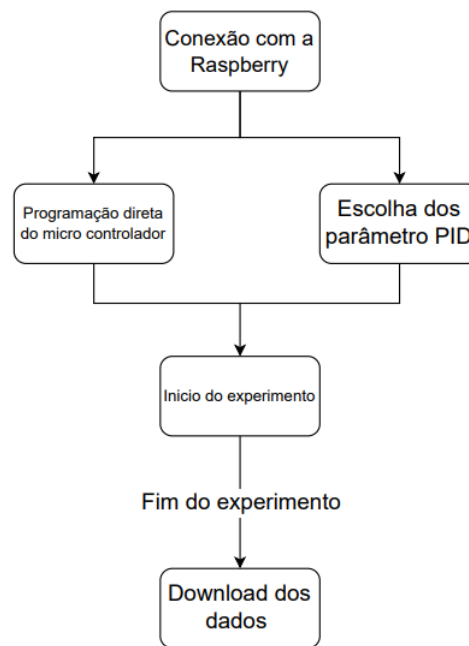 Conexão com a
Raspberry
Programação direta
do micro controlador
Escolha dos
parâmetro PID
Inicio do experimento
Fim do experimento
Download dos
dados